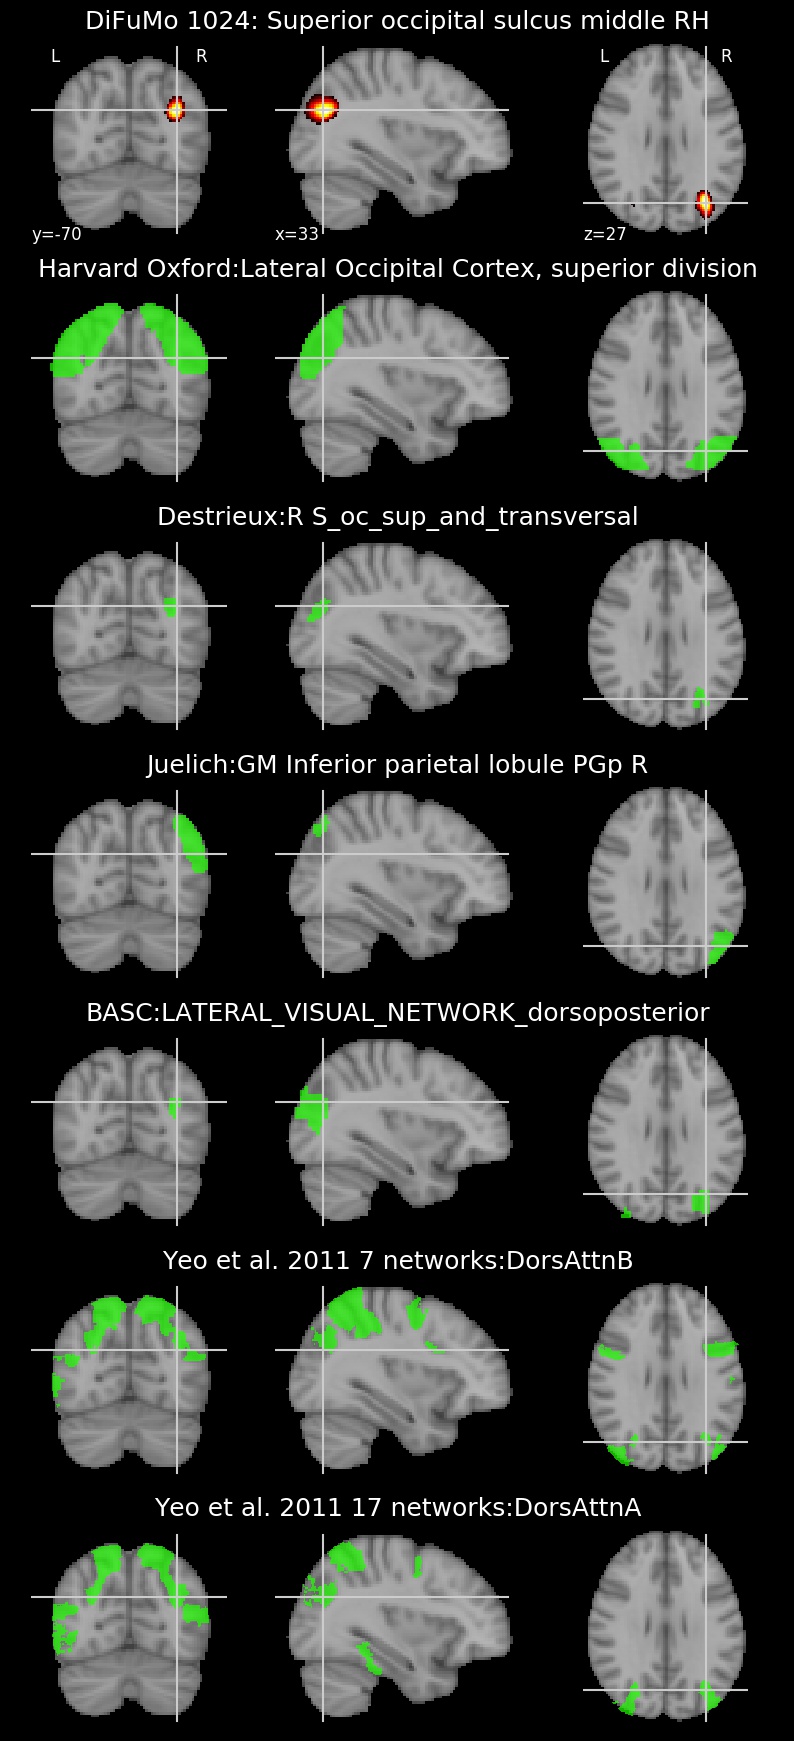 DiFuMo 1024: Superior occipital sulcus middle RH
L R L R
y=-70 x=33 z=27
Harvard Oxford:Lateral Occipital Cortex, superior division
Destrieux:R S_oc_sup_and_transversal
Juelich:GM Inferior parietal lobule PGp R
BASC:LATERAL_VISUAL_NETWORK_dorsoposterior
Yeo et al. 2011 7 networks:DorsAttnB
Yeo et al. 2011 17 networks:DorsAttnA